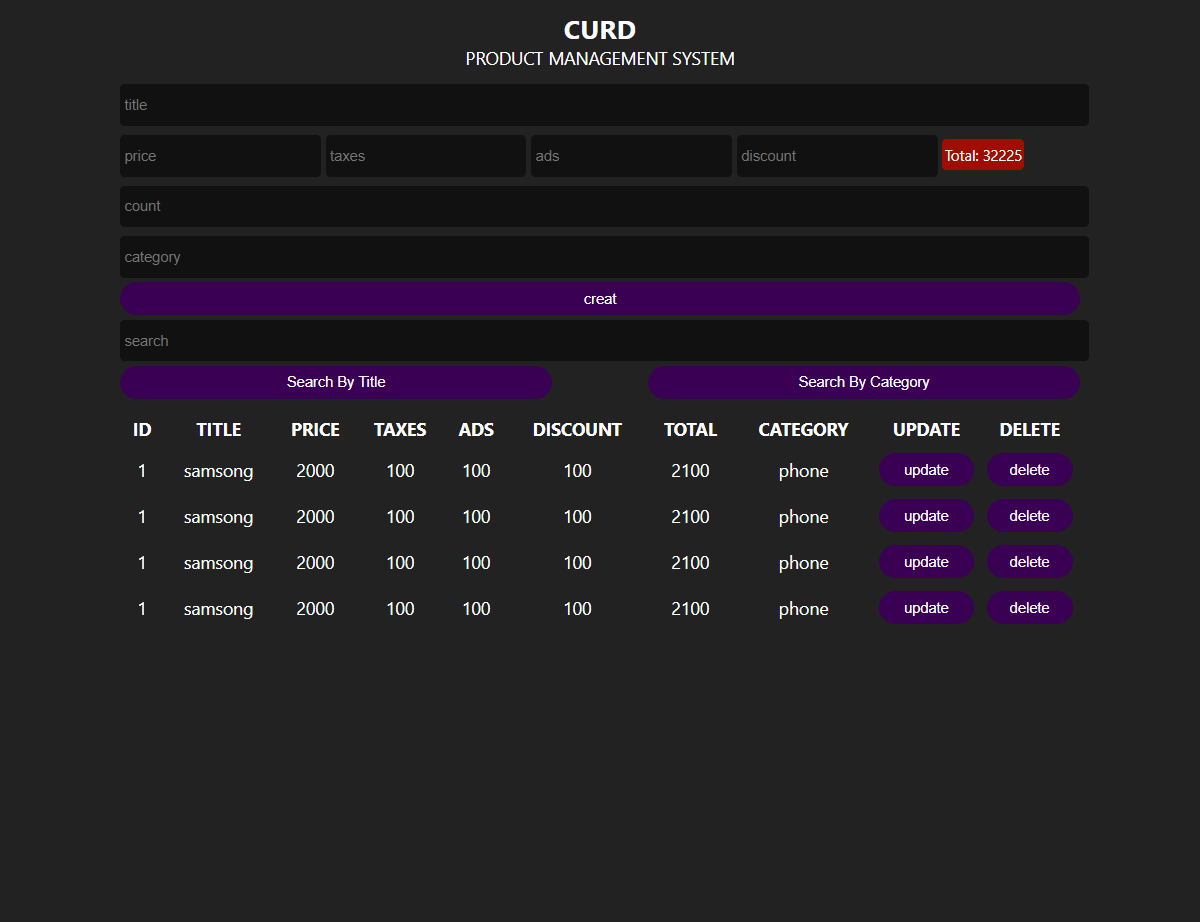 CURD
PRODUCT MANAGEMENT SYSTEM
title
price taxes ads discount Total: 32225
count
category
creat
search
Search By Title Search By Category
ID TITLE PRICE TAXES ADS DISCOUNT TOTAL CATEGORY UPDATE DELETE
1 samsong 2000 100 100 100 2100 phone update delete
1 samsong 2000 100 100 100 2100 phone update delete
1 samsong 2000 100 100 100 2100 phone update delete
1 samsong 2000 100 100 100 2100 phone update delete